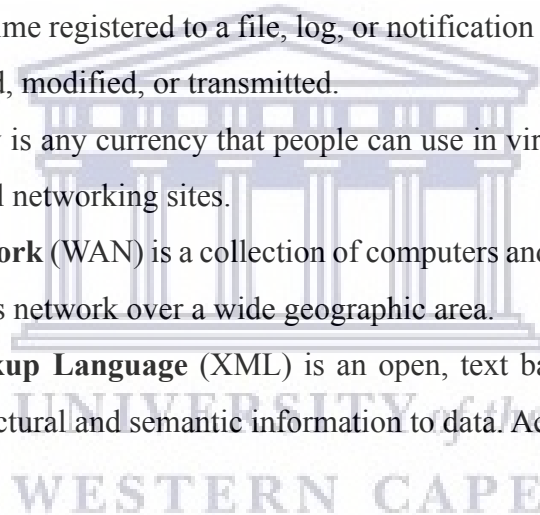 ime registered to a file, log, or notification
d, modified, or transmitted.
is any currency that people can use in vir
l networking sites.
ork (WAN) is a collection of computers and
s network over a wide geographic area.
kup Language (XML) is an open, text ba
UNIVERSITY of the
ctural and semantic information to data. Ad
WESTERN CAPE